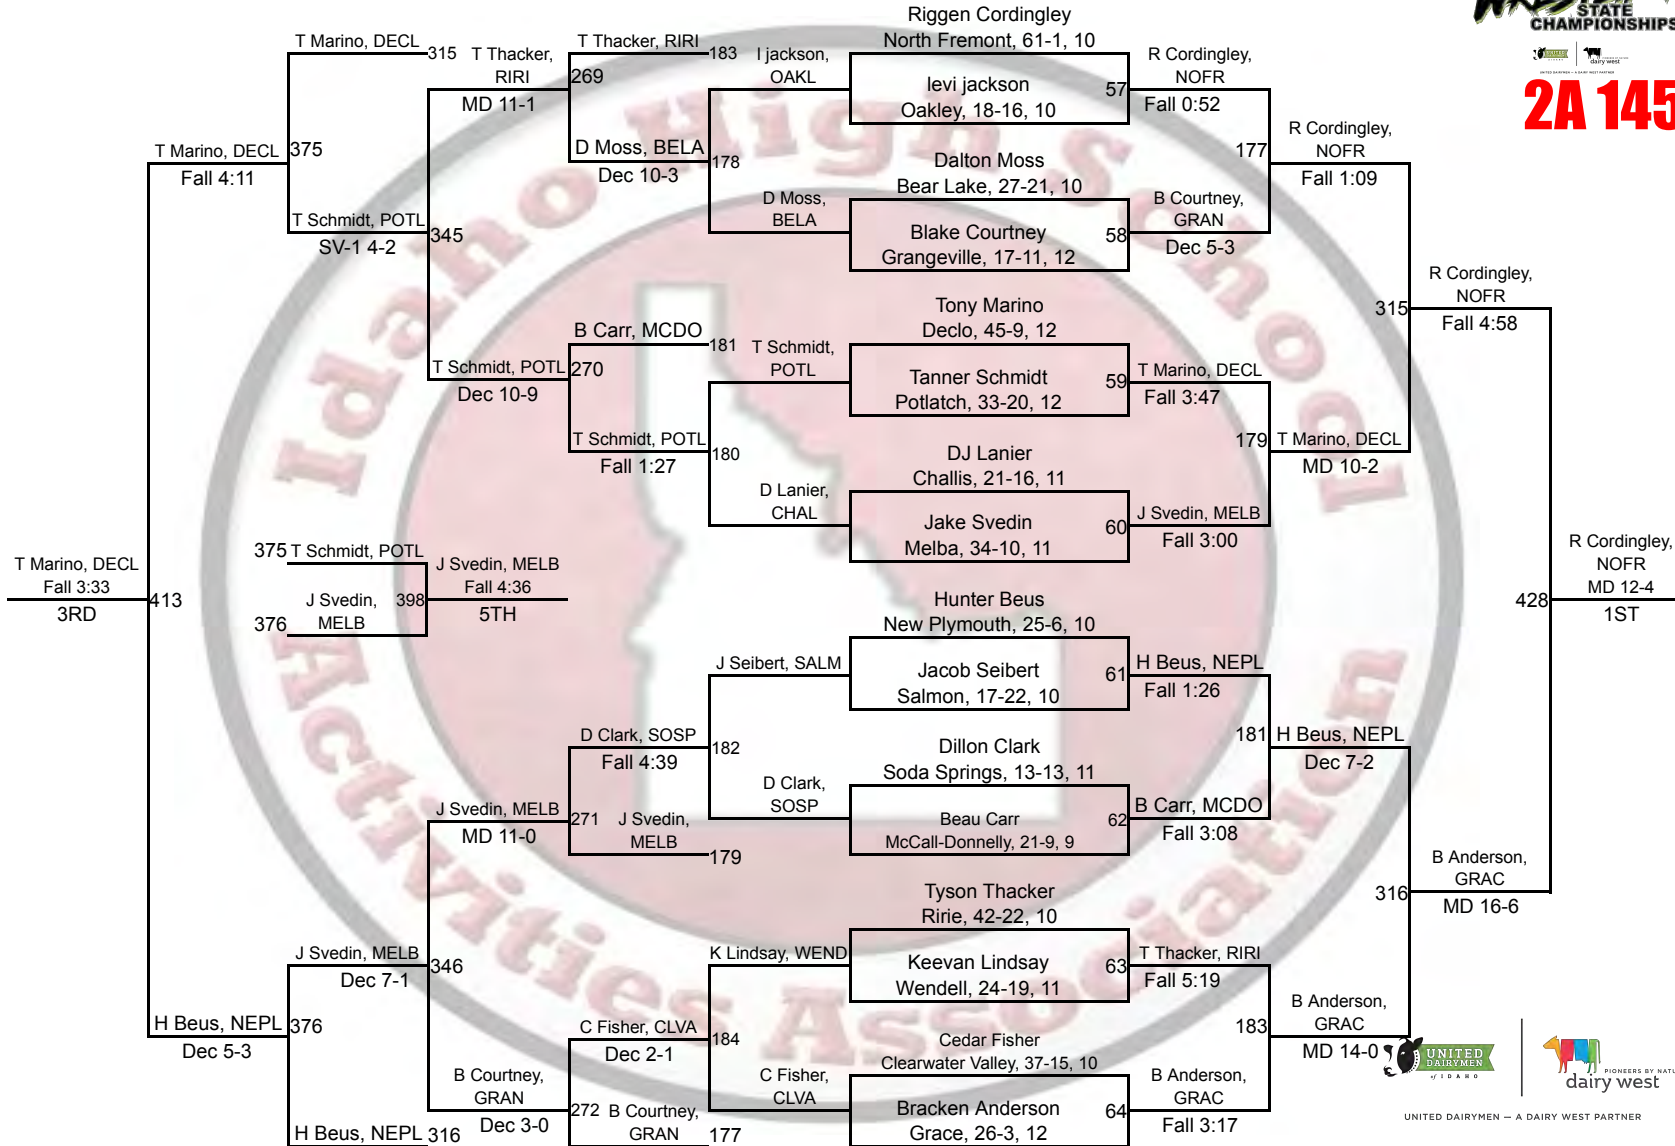 STATE
CHAMPIONSHIPS
dairy west
UNITED DAIRYMEN — A DAIRY WEST PARTNER
2A 145
Idaho High School
Activities Association
T Marino, DECL
315
T Schmidt, POTL
SV-1 4-2
345
T Marino, DECL
Fall 4:11
375
T Thacker,
RIRI
MD 11-1
269
T Thacker, RIRI
183
D Moss, BELA
Dec 10-3
178
I jackson,
OAKL
D Moss,
BELA
T Schmidt, POTL
Dec 10-9
270
B Carr, MCDO
181
T Schmidt, POTL
Fall 1:27
180
T Schmidt,
POTL
D Lanier,
CHAL
Riggen Cordingley
North Fremont, 61-1, 10
levi jackson
Oakley, 18-16, 10
57
Dalton Moss
Bear Lake, 27-21, 10
Blake Courtney
Grangeville, 17-11, 12
58
Tony Marino
Declo, 45-9, 12
Tanner Schmidt
Potlatch, 33-20, 12
59
DJ Lanier
Challis, 21-16, 11
Jake Svedin
Melba, 34-10, 11
60
Hunter Beus
New Plymouth, 25-6, 10
Jacob Seibert
Salmon, 17-22, 10
61
Dillon Clark
Soda Springs, 13-13, 11
Beau Carr
McCall-Donnelly, 21-9, 9
62
Tyson Thacker
Ririe, 42-22, 10
Keevan Lindsay
Wendell, 24-19, 11
63
Cedar Fisher
Clearwater Valley, 37-15, 10
Bracken Anderson
Grace, 26-3, 12
64
R Cordingley,
NOFR
Fall 0:52
B Courtney,
GRAN
Dec 5-3
177
R Cordingley,
NOFR
Fall 1:09
T Marino, DECL
Fall 3:47
J Svedin, MELB
Fall 3:00
179
T Marino, DECL
MD 10-2
315
R Cordingley,
NOFR
Fall 4:58
H Beus, NEPL
Fall 1:26
B Carr, MCDO
Fall 3:08
181
H Beus, NEPL
Dec 7-2
T Thacker, RIRI
Fall 5:19
B Anderson,
GRAC
Fall 3:17
183
B Anderson,
GRAC
MD 14-0
316
B Anderson,
GRAC
MD 16-6
428
R Cordingley,
NOFR
MD 12-4
1ST
T Marino, DECL
Fall 3:33
3RD
413
375
T Schmidt, POTL
376
J Svedin,
MELB
398
J Svedin, MELB
Fall 4:36
5TH
J Seibert, SALM
D Clark,
SOSP
D Clark, SOSP
Fall 4:39
182
J Svedin,
MELB
179
J Svedin, MELB
MD 11-0
271
J Svedin, MELB
Dec 7-1
346
H Beus, NEPL
Dec 5-3
376
K Lindsay, WEND
C Fisher,
CLVA
C Fisher, CLVA
Dec 2-1
184
B Courtney,
GRAN
Dec 3-0
272
B Courtney,
GRAN
177
H Beus, NEPL
316
UNITED
DAIRYMEN
of IDAHO
PIONEERS BY NATU
dairy west
UNITED DAIRYMEN — A DAIRY WEST PARTNER